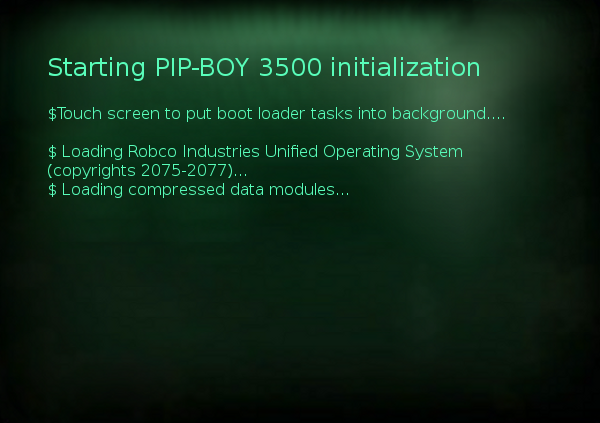 Starting PIP-BOY 3500 initialization
$Touch screen to put boot loader tasks into background....
$ Loading Robco Industries Unified Operating System
(copyrights 2075-2077)...
$ Loading compressed data modules...